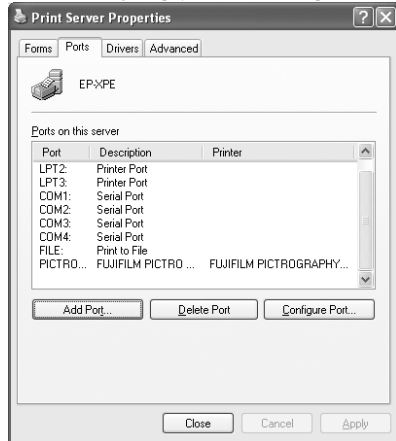 Print Server Properties
Forms Ports Drivers Advanced
EP-XPE
Ports on this server
Port Description Printer
LPT2: Printer Port
LPT3: Printer Port
COM1: Serial Port
COM2: Serial Port
COM3: Serial Port
COM4: Serial Port
FILE: Print to File
PICTRO... FUJIFILM PICTRO ... FUJIFILM PICTROGRAPHY...
Add Port... Delete Port Configure Port...
Close Cancel Apply